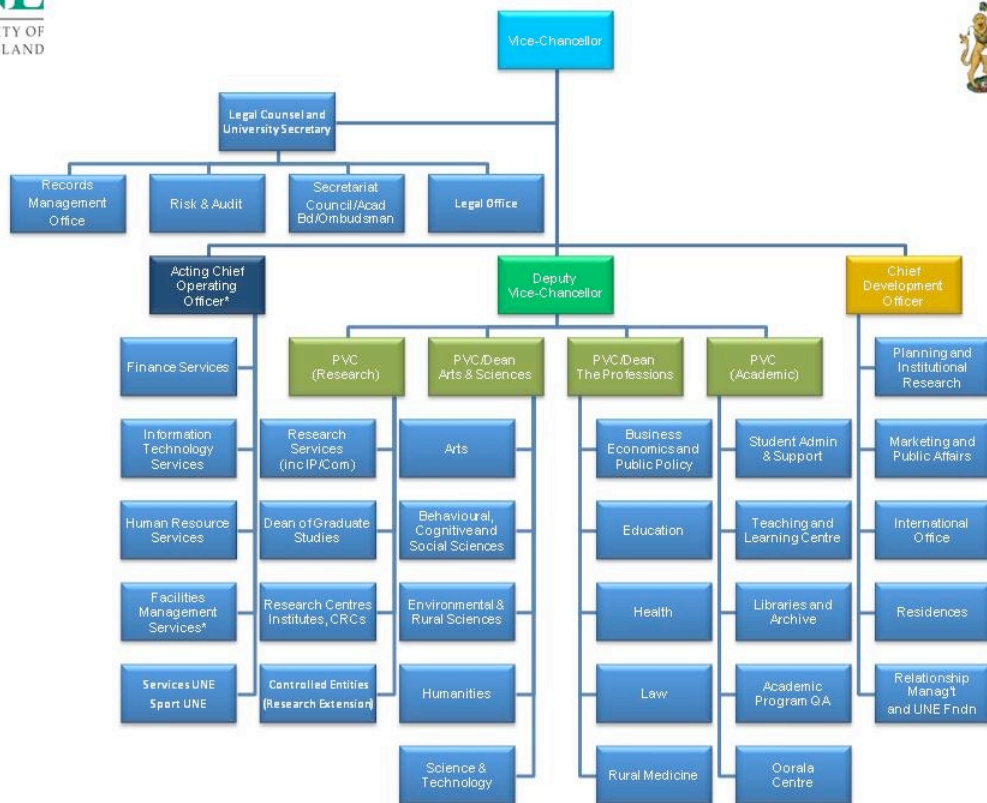 ITY OF
LAND
Vice-Chancellor
Legal Counsel and
University Secretary
Records
Management
Office
Risk & Audit
Secretariat
Council/Acad
Bd/Ombudsman
Legal Office
Acting Chief
Operating
Officer*
Deputy
Vice-Chancellor
Chief
Development
Officer
Finance Services
PVC
(Research)
PVC/Dean
Arts & Sciences
PVC/Dean
The Professions
PVC
(Academic)
Planning and
Institutional
Research
Information
Technology
Services
Research
Services
(inc IP/Com)
Arts
Business
Economics and
Public Policy
Student Admin
& Support
Marketing and
Public Affairs
Human Resource
Services
Dean of Graduate
Studies
Behavioural,
Cognitive and
Social Sciences
Education
Teaching and
Learning Centre
International
Office
Facilities
Management
Services*
Research Centres
Institutes, CRCs
Environmental &
Rural Sciences
Health
Libraries and
Archive
Residences
Services UNE
Sport UNE
Controlled Entities
(Research Extension)
Humanities
Law
Academic
Program QA
Relationship
Manag't
and UNE Fndn
Science &
Technology
Rural Medicine
Oorala
Centre